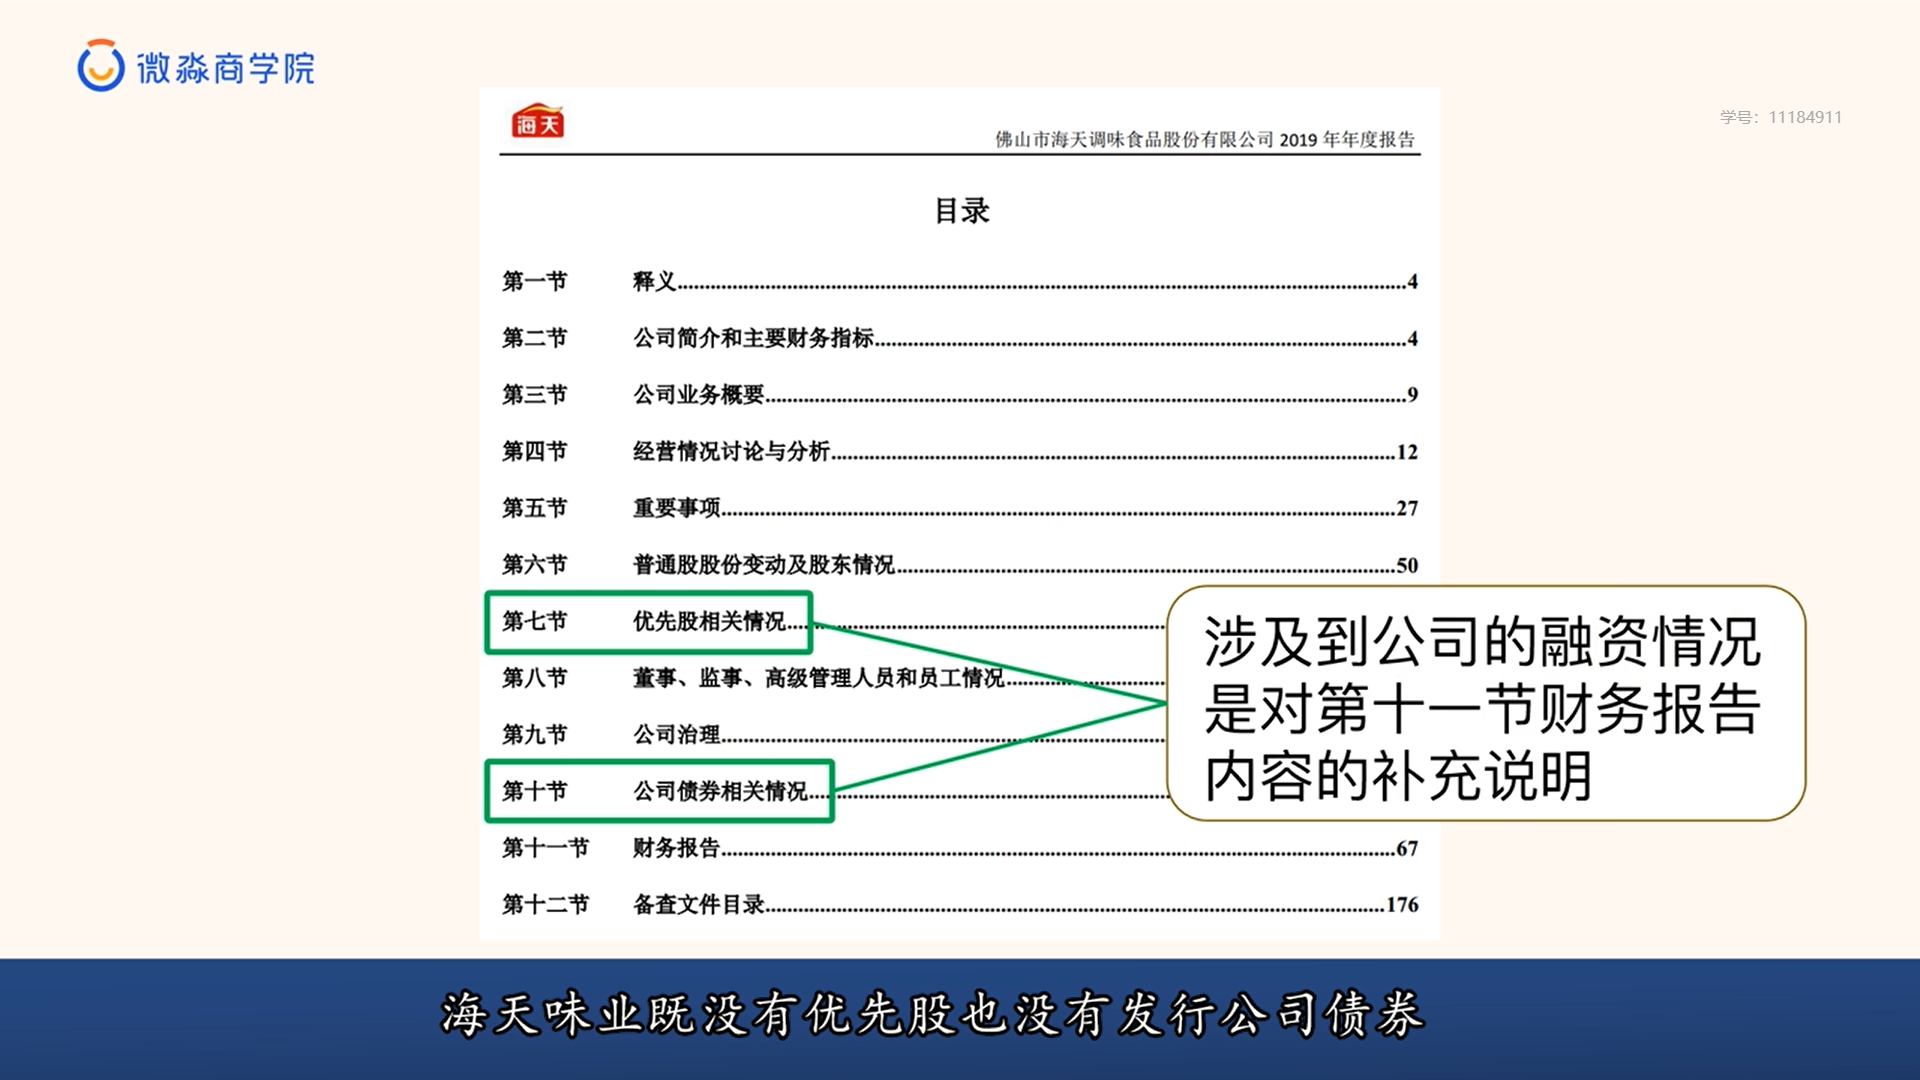 微淼商学院
学号：11184911
海天
佛山市海天调味食品股份有限公司 2019 年年度报告
目录
第一节 释义....4
第二节 公司简介和主要财务指标....4
第三节 公司业务概要....9
第四节 经营情况讨论与分析....12
第五节 重要事项....27
第六节 普通股股份变动及股东情况....50
第七节 优先股相关情况....
第八节 董事、监事、高级管理人员和员工情况....
第九节 公司治理....
第十节 公司债券相关情况....
第十一节 财务报告....67
第十二节 备查文件目录....176
涉及到公司的融资情况
是对第十一节财务报告
内容的补充说明
海天味业既没有优先股也没有发行公司债券